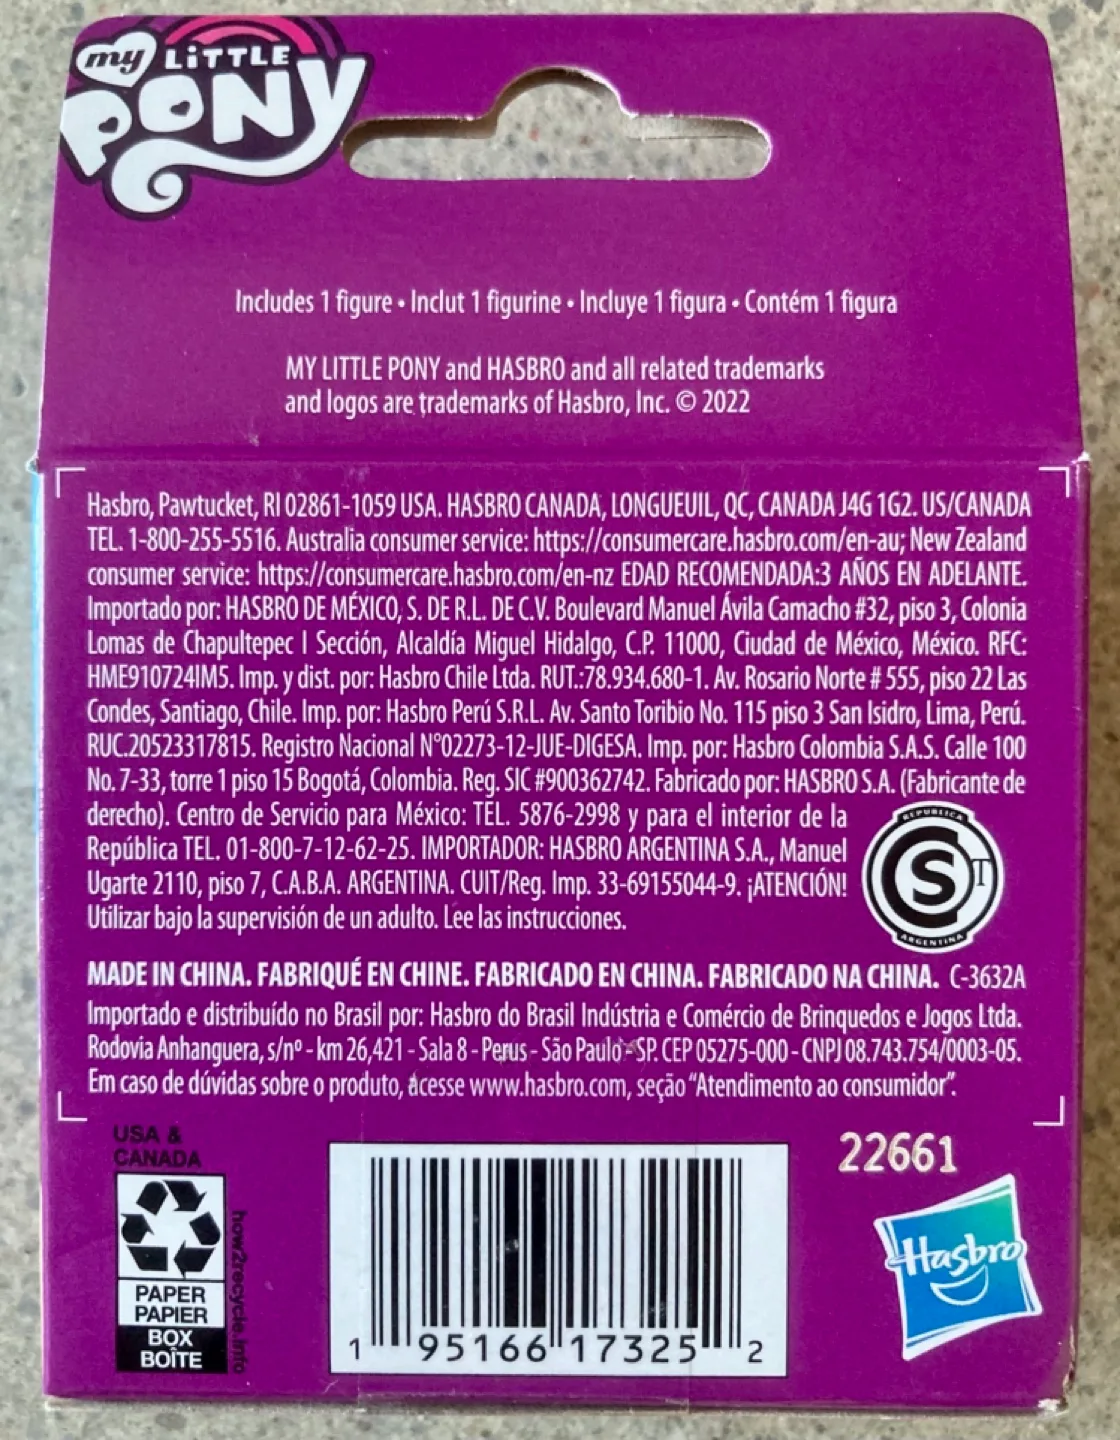 my LiTTLE
PONY
Includes 1 figure • Inclut 1 figurine • Incluye 1 figura • Contém 1 figura
MY LITTLE PONY and HASBRO and all related trademarks
and logos are trademarks of Hasbro, Inc. © 2022
Hasbro, Pawtucket, RI 02861-1059 USA. HASBRO CANADA, LONGUEUIL, QC, CANADA J4G 1G2. US/CANADA
TEL. 1-800-255-5516. Australia consumer service: https://consumercare.hasbro.com/en-au; New Zealand
consumer service: https://consumercare.hasbro.com/en-nz EDAD RECOMENDADA:3 AÑOS EN ADELANTE.
Importado por: HASBRO DE MÉXICO, S. DE R.L. DE C.V. Boulevard Manuel Ávila Camacho #32, piso 3, Colonia
Lomas de Chapultepec I Sección, Alcaldía Miguel Hidalgo, C.P. 11000, Ciudad de México, México. RFC:
HME910724IM5. Imp. y dist. por: Hasbro Chile Ltda. RUT.:78.934.680-1. Av. Rosario Norte # 555, piso 22 Las
Condes, Santiago, Chile. Imp. por: Hasbro Perú S.R.L. Av. Santo Toribio No. 115 piso 3 San Isidro, Lima, Perú.
RUC.20523317815. Registro Nacional N°02273-12-JUE-DIGESA. Imp. por: Hasbro Colombia S.A.S. Calle 100
No. 7-33, torre 1 piso 15 Bogotá, Colombia. Reg. SIC #900362742. Fabricado por: HASBRO S.A. (Fabricante de
derecho). Centro de Servicio para México: TEL. 5876-2998 y para el interior de la
República TEL. 01-800-7-12-62-25. IMPORTADOR: HASBRO ARGENTINA S.A., Manuel
Ugarte 2110, piso 7, C.A.B.A. ARGENTINA. CUIT/Reg. Imp. 33-69155044-9. ¡ATENCIÓN!
Utilizar bajo la supervisión de un adulto. Lee las instrucciones.
REPUBLICA
S T
ARGENTINA
MADE IN CHINA. FABRIQUÉ EN CHINE. FABRICADO EN CHINA. FABRICADO NA CHINA. C-3632A
Importado e distribuído no Brasil por: Hasbro do Brasil Indústria e Comércio de Brinquedos e Jogos Ltda.
Rodovia Anhanguera, s/nº - km 26,421 - Sala 8 - Perus - São Paulo - SP. CEP 05275-000 - CNPJ 08.743.754/0003-05.
Em caso de dúvidas sobre o produto, acesse www.hasbro.com, seção "Atendimento ao consumidor".
USA &
CANADA
how2recycle.info
PAPER
PAPIER
BOX
BOÎTE
1 95166 17325 2
22661
Hasbro